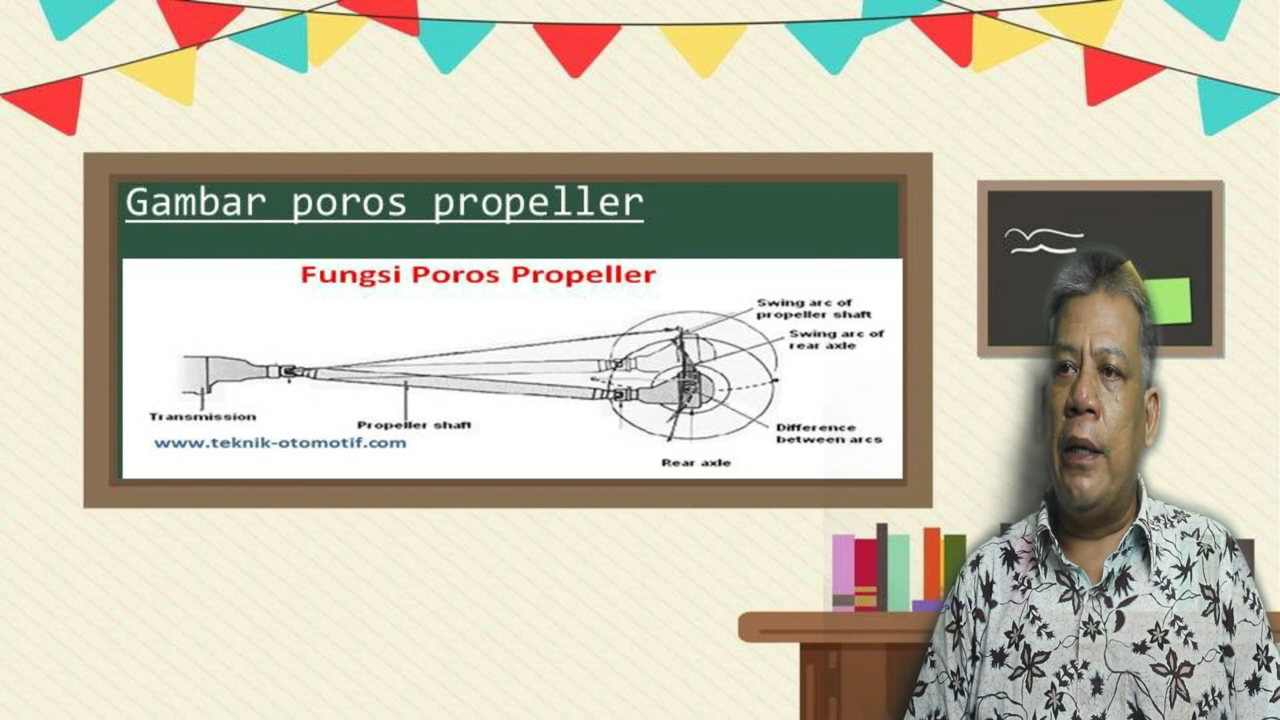 Gambar poros propeller
Fungsi Poros Propeller
Swing arc of
propeller shaft
Swing arc of
rear axle
Transmission
Propeller shaft
www.teknik-otomotif.com
Difference
between arcs
Rear axle